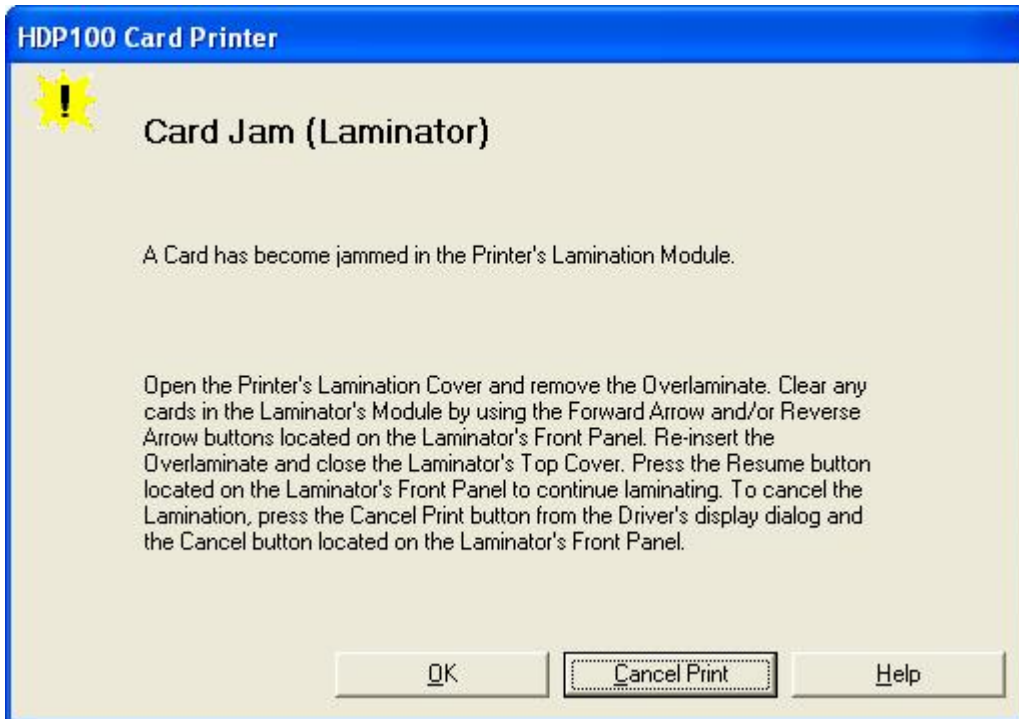 HDP100 Card Printer
!
Card Jam (Laminator)
A Card has become jammed in the Printer's Lamination Module.
Open the Printer's Lamination Cover and remove the Overlaminate. Clear any
cards in the Laminator's Module by using the Forward Arrow and/or Reverse
Arrow buttons located on the Laminator's Front Panel. Re-insert the
Overlaminate and close the Laminator's Top Cover. Press the Resume button
located on the Laminator's Front Panel to continue laminating. To cancel the
Lamination, press the Cancel Print button from the Driver's display dialog and
the Cancel button located on the Laminator's Front Panel.
OK Cancel Print Help